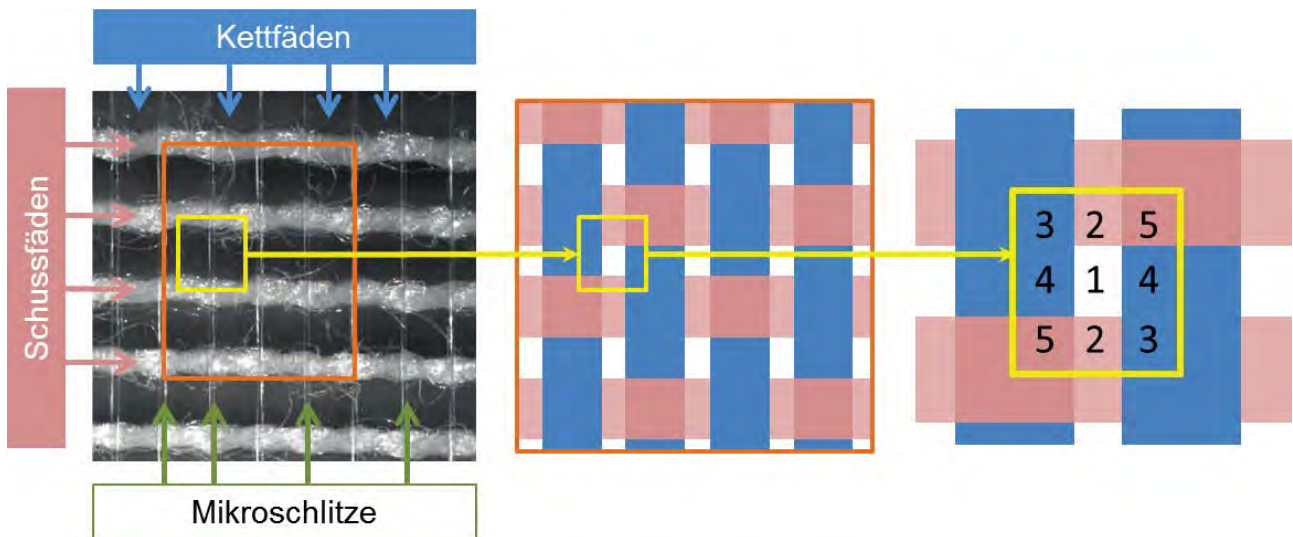 Kettfäden
Schussfäden
3 2 5
4 1 4
5 2 3
Mikroschlitze